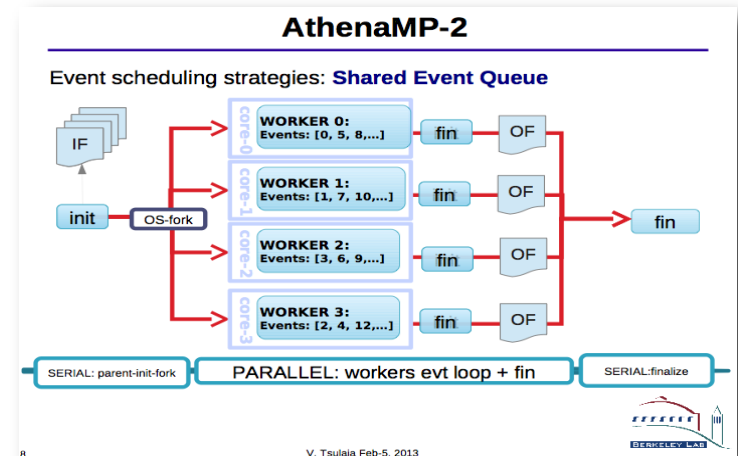 AthenaMP-2
Event scheduling strategies: Shared Event Queue
IF
init
OS-fork
core-0
WORKER 0:
Events: [0, 5, 8,...]
fin
OF
core-1
WORKER 1:
Events: [1, 7, 10,...]
fin
OF
core-2
WORKER 2:
Events: [3, 6, 9,...]
fin
OF
core-3
WORKER 3:
Events: [2, 4, 12,...]
fin
OF
fin
SERIAL: parent-init-fork
PARALLEL: workers evt loop + fin
SERIAL:finalize
BERKELEY LAB
8
V. Tsulaia Feb-5, 2013